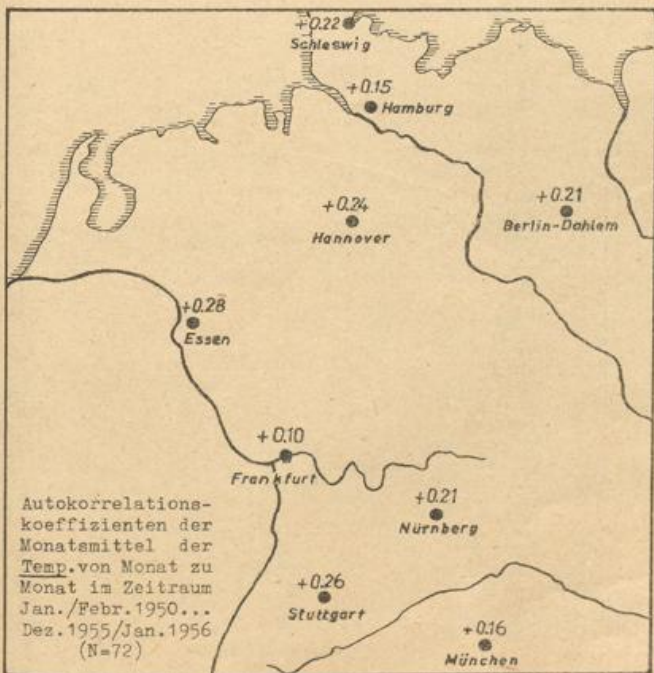 +0.22
Schleswig
+0.15
Hamburg
+0.24
Hannover
+0.21
Berlin-Dahlem
+0.28
Essen
+0.10
Frankfurt
+0.21
Nürnberg
+0.26
Stuttgart
+0.16
München
Autokorrelations-
koeffizienten der
Monatsmittel der
Temp.von Monat zu
Monat im Zeitraum
Jan./Febr.1950...
Dez.1955/Jan.1956
(N=72)